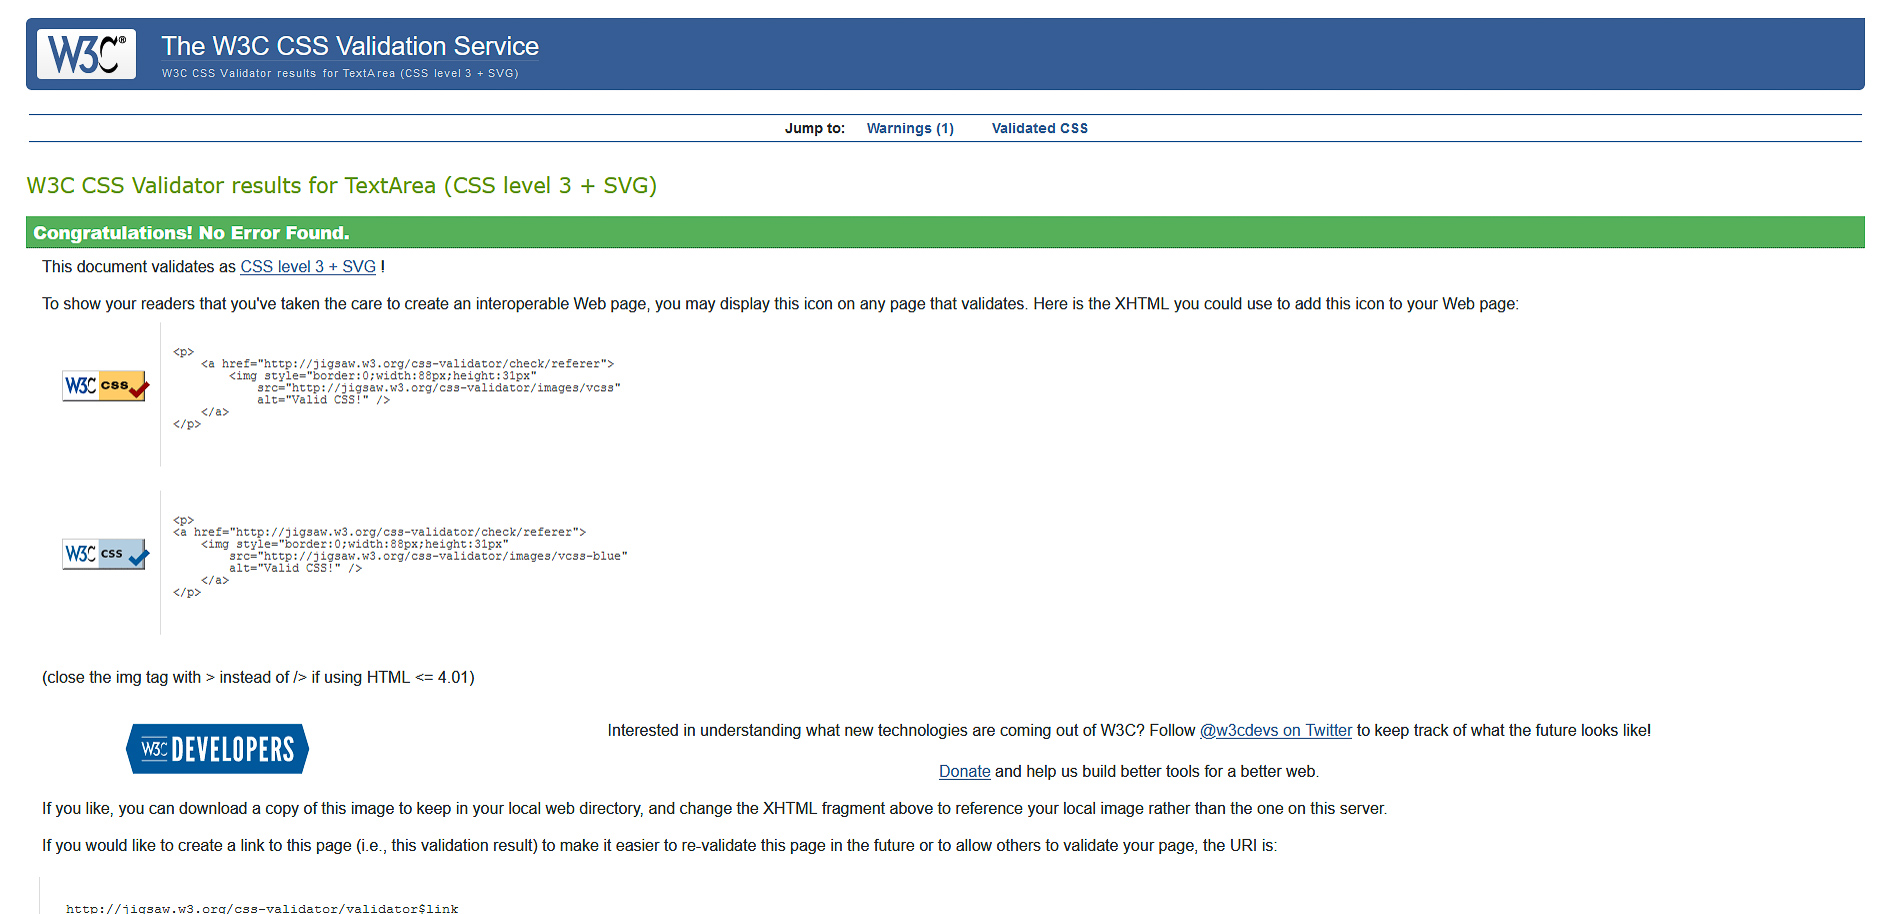 W3C®
The W3C CSS Validation Service
W3C CSS Validator results for TextArea (CSS level 3 + SVG)
Jump to: Warnings (1) Validated CSS
W3C CSS Validator results for TextArea (CSS level 3 + SVG)
Congratulations! No Error Found.
This document validates as CSS level 3 + SVG !
To show your readers that you've taken the care to create an interoperable Web page, you may display this icon on any page that validates. Here is the XHTML you could use to add this icon to your Web page:
W3C css
<p>
<a href="http://jigsaw.w3.org/css-validator/check/referer">
<img style="border:0;width:88px;height:31px"
src="http://jigsaw.w3.org/css-validator/images/vcss"
alt="Valid CSS!" />
</a>
</p>
W3C css
<p>
<a href="http://jigsaw.w3.org/css-validator/check/referer">
<img style="border:0;width:88px;height:31px"
src="http://jigsaw.w3.org/css-validator/images/vcss-blue"
alt="Valid CSS!" />
</a>
</p>
(close the img tag with > instead of /> if using HTML <= 4.01)
W3C DEVELOPERS
Interested in understanding what new technologies are coming out of W3C? Follow @w3cdevs on Twitter to keep track of what the future looks like!
Donate and help us build better tools for a better web.
If you like, you can download a copy of this image to keep in your local web directory, and change the XHTML fragment above to reference your local image rather than the one on this server.
If you would like to create a link to this page (i.e., this validation result) to make it easier to re-validate this page in the future or to allow others to validate your page, the URI is:
http://jigsaw.w3.org/css-validator/validator$link